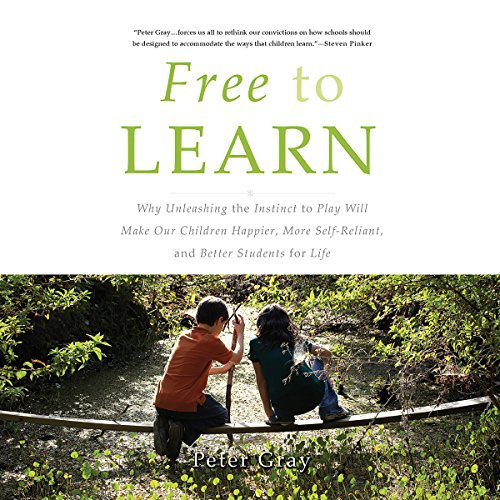 “Peter Gray...forces us all to rethink our convictions on how schools should
be designed to accommodate the ways that children learn.”—Steven Pinker
Free to
LEARN
Why Unleashing the Instinct to Play Will
Make Our Children Happier, More Self-Reliant,
and Better Students for Life
Peter Gray